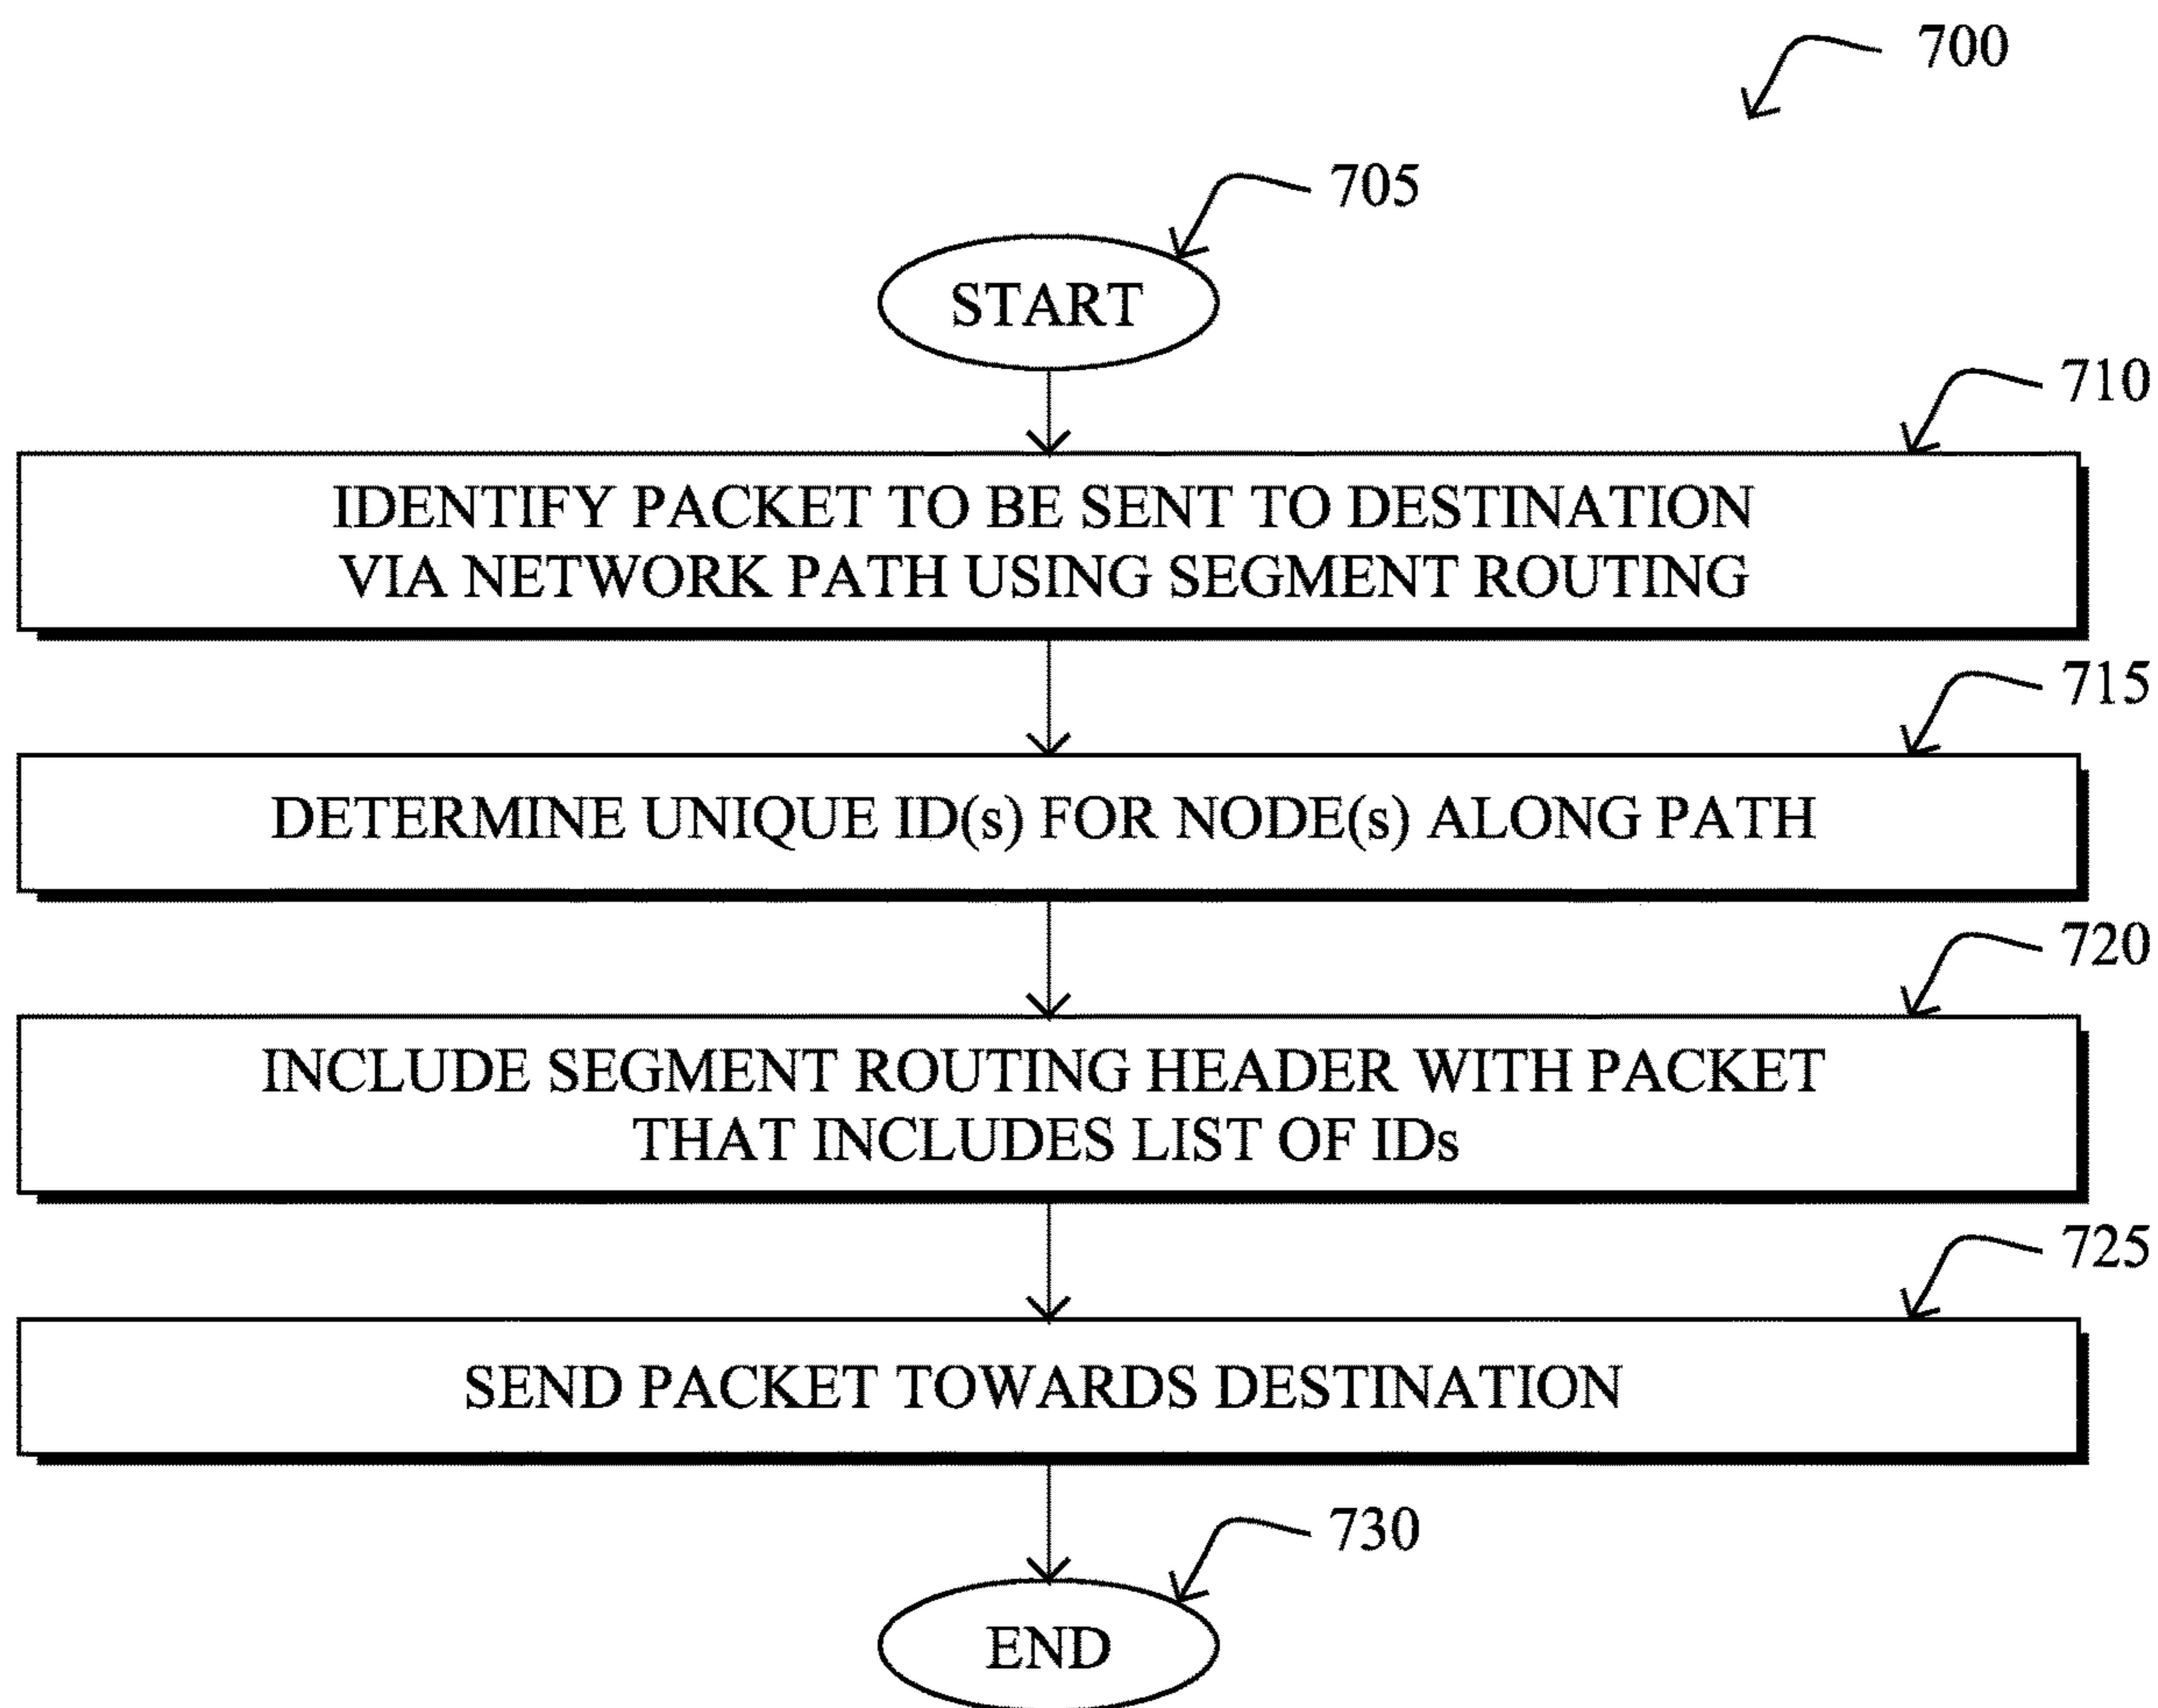 700
705
START
710
IDENTIFY PACKET TO BE SENT TO DESTINATION
VIA NETWORK PATH USING SEGMENT ROUTING
715
DETERMINE UNIQUE ID(s) FOR NODE(s) ALONG PATH
720
INCLUDE SEGMENT ROUTING HEADER WITH PACKET
THAT INCLUDES LIST OF IDs
725
SEND PACKET TOWARDS DESTINATION
730
END